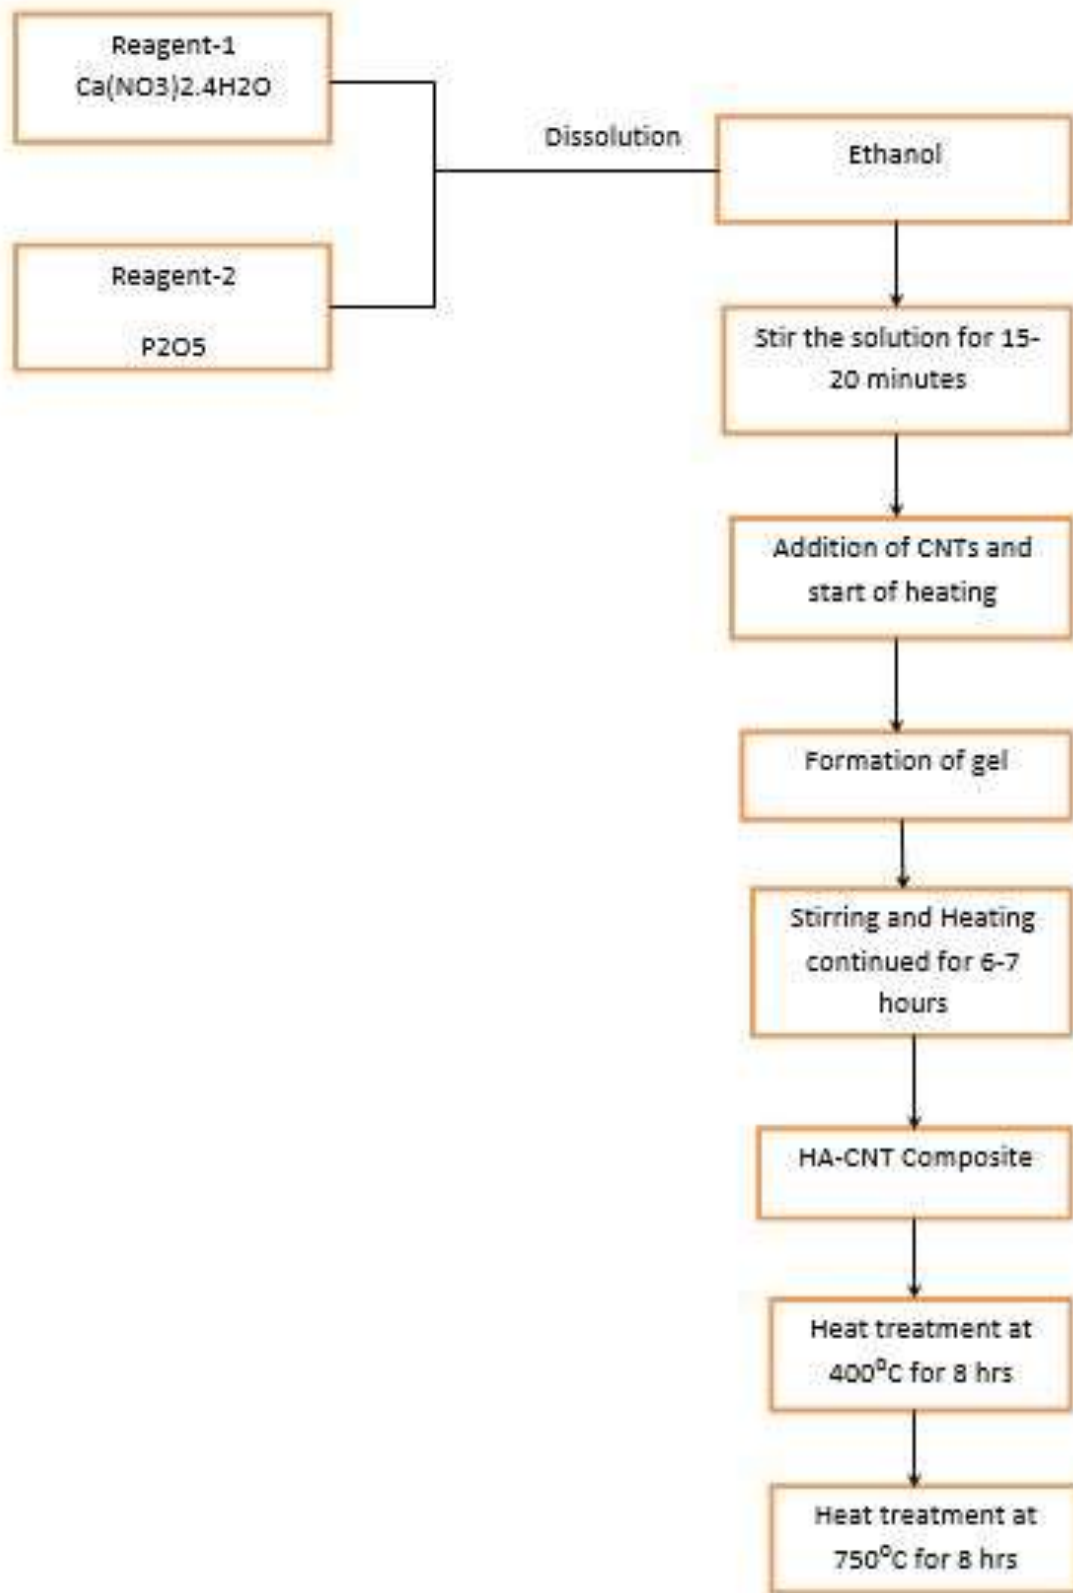 Reagent-1
Ca(NO3)2.4H2O
Dissolution
Ethanol
Reagent-2
P2O5
Stir the solution for 15-
20 minutes
Addition of CNTs and
start of heating
Formation of gel
Stirring and Heating
continued for 6-7
hours
HA-CNT Composite
Heat treatment at
400⁰C for 8 hrs
Heat treatment at
750⁰C for 8 hrs